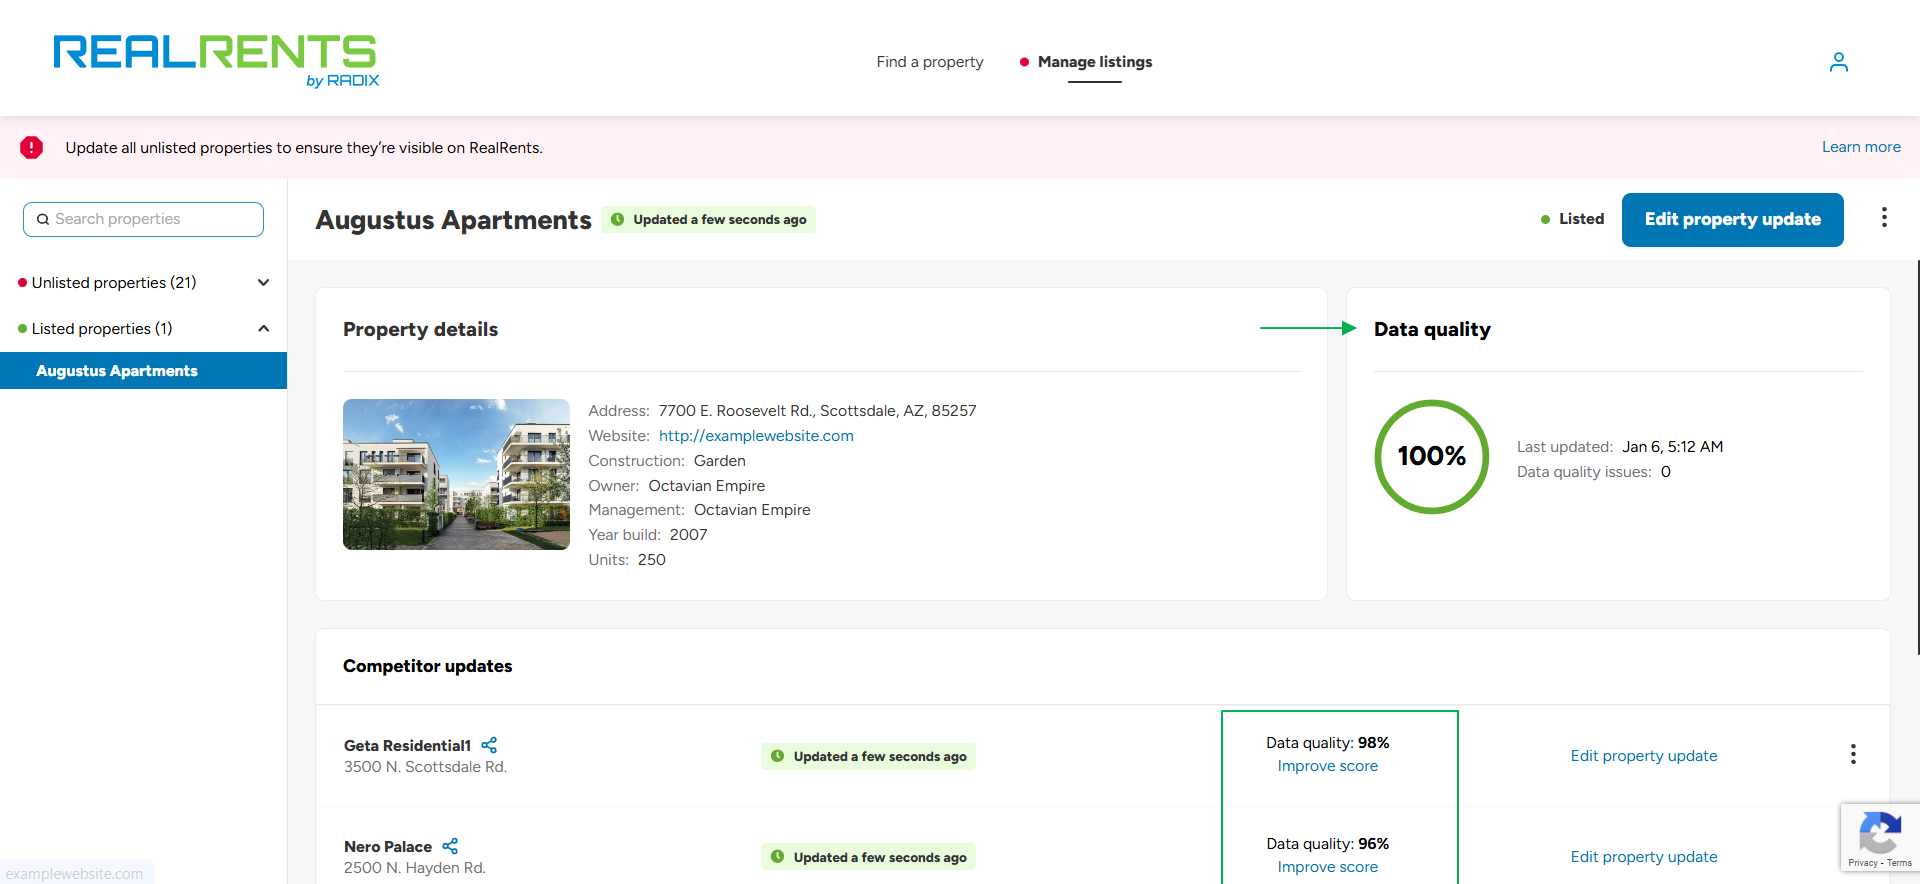 REALRENTS
by RADIX
Find a property
Manage listings
Update all unlisted properties to ensure they’re visible on RealRents.
Learn more
Search properties
Unlisted properties (21)
Listed properties (1)
Augustus Apartments
Augustus Apartments
Updated a few seconds ago
Listed
Edit property update
Property details
Address: 7700 E. Roosevelt Rd., Scottsdale, AZ, 85257
Website: http://examplewebsite.com
Construction: Garden
Owner: Octavian Empire
Management: Octavian Empire
Year build: 2007
Units: 250
Data quality
100%
Last updated: Jan 6, 5:12 AM
Data quality issues: 0
Competitor updates
Geta Residential1
3500 N. Scottsdale Rd.
Updated a few seconds ago
Data quality: 98%
Improve score
Edit property update
Nero Palace
2500 N. Hayden Rd.
Updated a few seconds ago
Data quality: 96%
Improve score
Edit property update
Privacy - Terms
examplewebsite.com